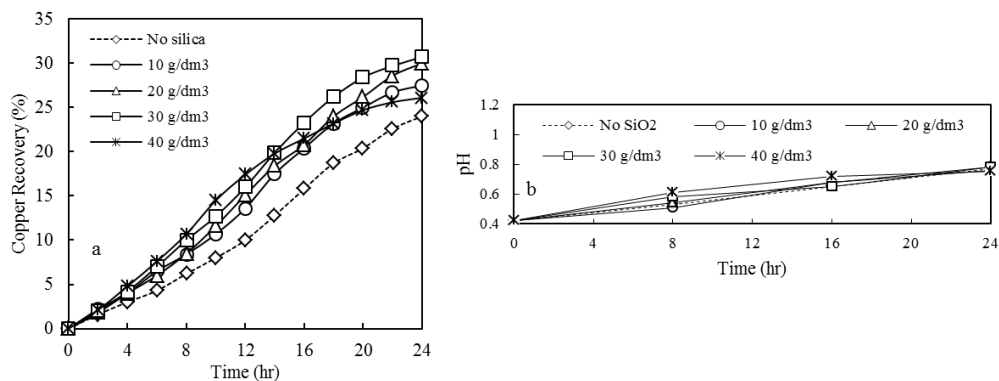 35
30
25
20
15
10
5
0
Copper Recovery (%)
No silica
10 g/dm3
20 g/dm3
30 g/dm3
40 g/dm3
a
0 4 8 12 16 20 24
Time (hr)
1.2
1
0.8
0.6
0.4
pH
No SiO2 10 g/dm3 20 g/dm3
30 g/dm3 40 g/dm3
b
0 4 8 12 16 20 24
Time (hr)